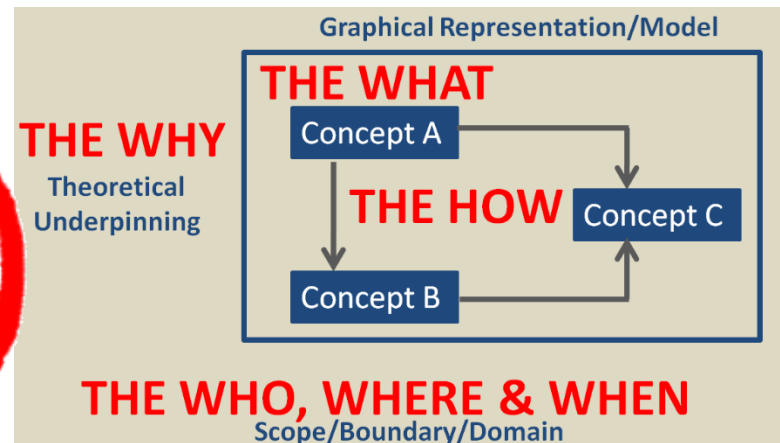 Graphical Representation/Model
THE WHAT
Concept A
THE WHY
Theoretical
Underpinning
THE HOW
Concept C
Concept B
THE WHO, WHERE & WHEN
Scope/Boundary/Domain